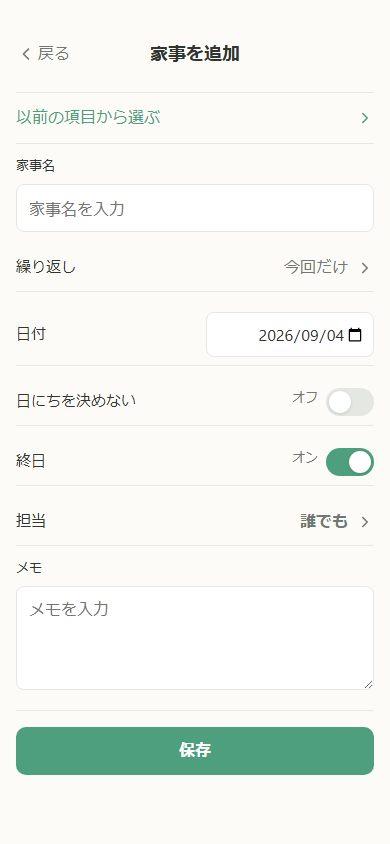 戻る 家事を追加
以前の項目から選ぶ
家事名
家事名を入力
繰り返し 今回だけ
日付 2026/09/04
日にちを決めない オフ
終日 オン
担当 誰でも
メモ
メモを入力
保存